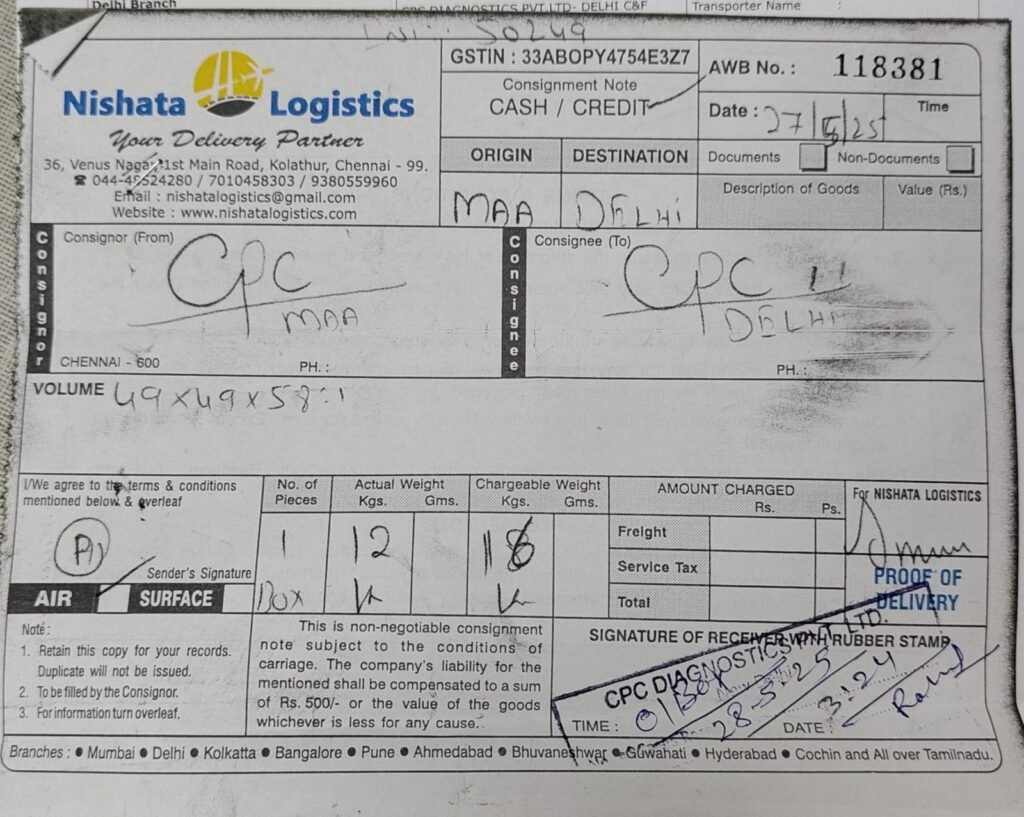 Delhi Branch
CPC DIAGNOSTICS PVT LTD- DELHI C&F
Transporter Name :
50249
Nishata Logistics
Your Delivery Partner
36, Venus Nagar, 1st Main Road, Kolathur, Chennai - 99.
☎ 044-48524280 / 7010458303 / 9380559960
Email : nishatalogistics@gmail.com
Website : www.nishatalogistics.com
GSTIN : 33ABOPY4754E3Z7
Consignment Note
CASH / CREDIT
AWB No. : 118381
Date : 27/5/25
Time
ORIGIN
DESTINATION
MAA
DELHI
Documents
Non-Documents
Description of Goods
Value (Rs.)
Consignor
Consignor (From)
CPC
MAA
CHENNAI - 600
PH. :
Consignee
Consignee (To)
CPC
DELHI
PH. :
VOLUME 49x49x58:1
I/We agree to the terms & conditions
mentioned below & overleaf
Sender's Signature
AIR
SURFACE
No. of
Pieces
1
Box
Actual Weight
Kgs. Gms.
12
K
Chargeable Weight
Kgs. Gms.
18
K
AMOUNT CHARGED
Rs. Ps.
Freight
Service Tax
Total
For NISHATA LOGISTICS
PROOF OF
DELIVERY
Note :
1. Retain this copy for your records.
Duplicate will not be issued.
2. To be filled by the Consignor.
3. For information turn overleaf.
This is non-negotiable consignment
note subject to the conditions of
carriage. The company's liability for the
mentioned shall be compensated to a sum
of Rs. 500/- or the value of the goods
whichever is less for any cause.
SIGNATURE OF RECEIVER WITH RUBBER STAMP
CPC DIAGNOSTICS PVT. LTD.
New Delhi
01 Box
28-5-25
3:24
TIME :
DATE :
Branches : ● Mumbai ● Delhi ● Kolkatta ● Bangalore ● Pune ● Ahmedabad ● Bhuvaneshwar ● Guwahati ● Hyderabad ● Cochin and All over Tamilnadu.